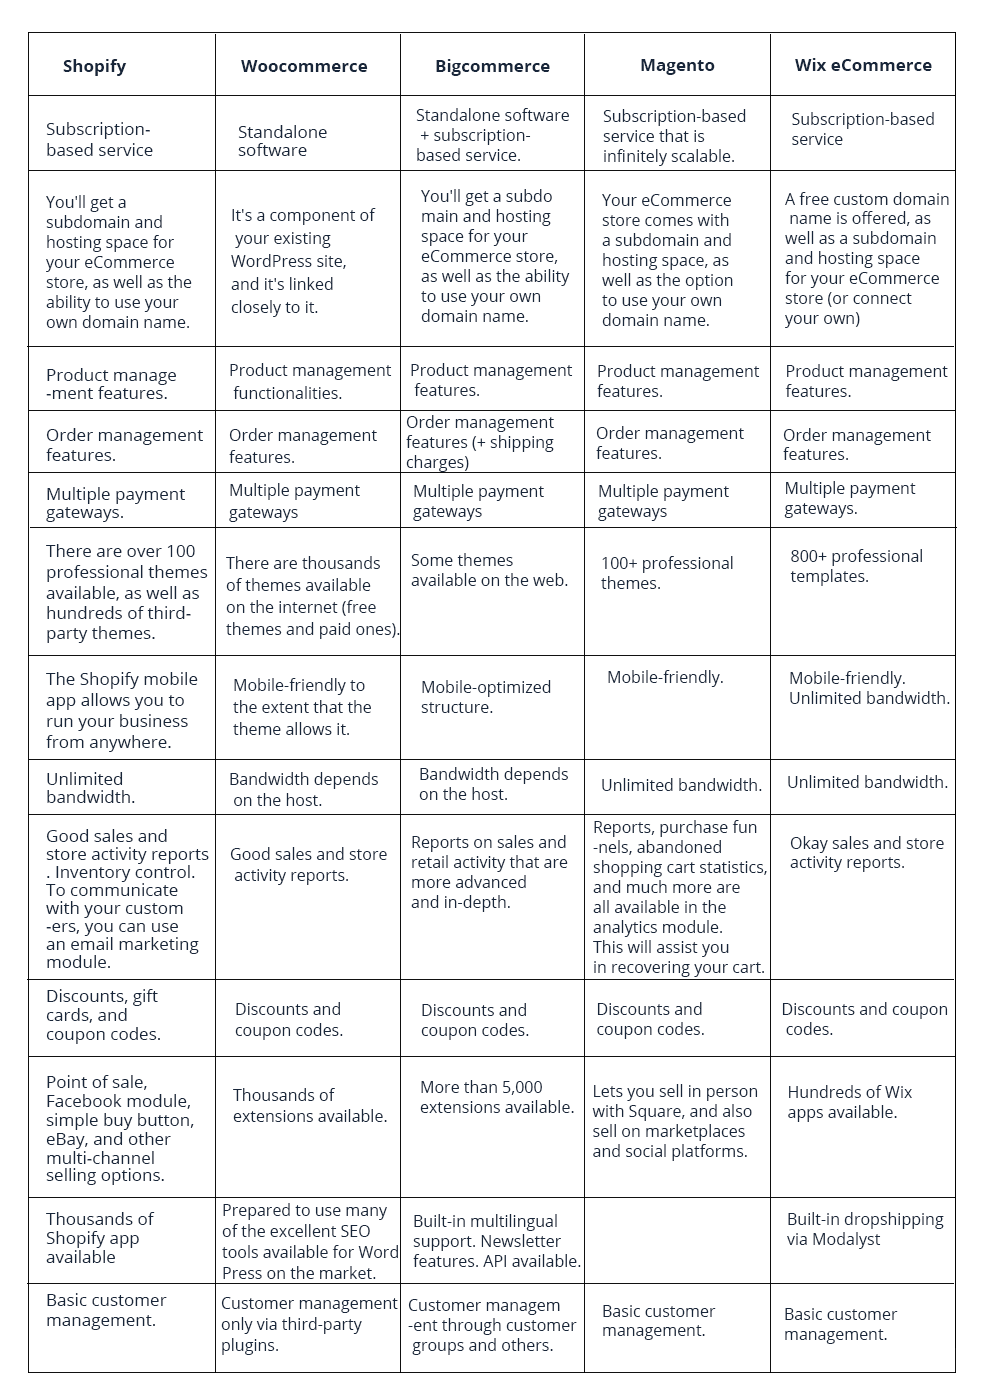 Shopify
Woocommerce
Bigcommerce
Magento
Wix eCommerce
Subscription-
based service
Standalone
software
Standalone software
+ subscription-
based service.
Subscription-based
service that is
infinitely scalable.
Subscription-based
service
You'll get a
subdomain and
hosting space for
your eCommerce
store, as well as the
ability to use your
own domain name.
It's a component of
your existing
WordPress site,
and it's linked
closely to it.
You'll get a subdo
main and hosting
space for your
eCommerce store,
as well as the ability
to use your own
domain name.
Your eCommerce
store comes with
a subdomain and
hosting space, as
well as the option
to use your own
domain name.
A free custom domain
name is offered, as
well as a subdomain
and hosting space
for your eCommerce
store (or connect
your own)
Product manage
-ment features.
Product management
functionalities.
Product management
features.
Product management
features.
Product management
features.
Order management
features.
Order management
features.
Order management
features (+ shipping
charges)
Order management
features.
Order management
features.
Multiple payment
gateways.
Multiple payment
gateways
Multiple payment
gateways
Multiple payment
gateways
Multiple payment
gateways.
There are over 100
professional themes
available, as well as
hundreds of third-
party themes.
There are thousands
of themes available
on the internet (free
themes and paid ones).
Some themes
available on the web.
100+ professional
themes.
800+ professional
templates.
The Shopify mobile
app allows you to
run your business
from anywhere.
Mobile-friendly to
the extent that the
theme allows it.
Mobile-optimized
structure.
Mobile-friendly.
Mobile-friendly.
Unlimited bandwidth.
Unlimited
bandwidth.
Bandwidth depends
on the host.
Bandwidth depends
on the host.
Unlimited bandwidth.
Unlimited bandwidth.
Good sales and
store activity reports
. Inventory control.
To communicate
with your custom
-ers, you can use
an email marketing
module.
Good sales and store
activity reports.
Reports on sales and
retail activity that are
more advanced
and in-depth.
Reports, purchase fun
-nels, abandoned
shopping cart statistics,
and much more are
all available in the
analytics module.
This will assist you
in recovering your cart.
Okay sales and store
activity reports.
Discounts, gift
cards, and
coupon codes.
Discounts and
coupon codes.
Discounts and
coupon codes.
Discounts and
coupon codes.
Discounts and coupon
codes.
Point of sale,
Facebook module,
simple buy button,
eBay, and other
multi-channel
selling options.
Thousands of
extensions available.
More than 5,000
extensions available.
Lets you sell in person
with Square, and also
sell on marketplaces
and social platforms.
Hundreds of Wix
apps available.
Thousands of
Shopify app
available
Prepared to use many
of the excellent SEO
tools available for Word
Press on the market.
Built-in multilingual
support. Newsletter
features. API available.
Built-in dropshipping
via Modalyst
Basic customer
management.
Customer management
only via third-party
plugins.
Customer managem
-ent through customer
groups and others.
Basic customer
management.
Basic customer
management.